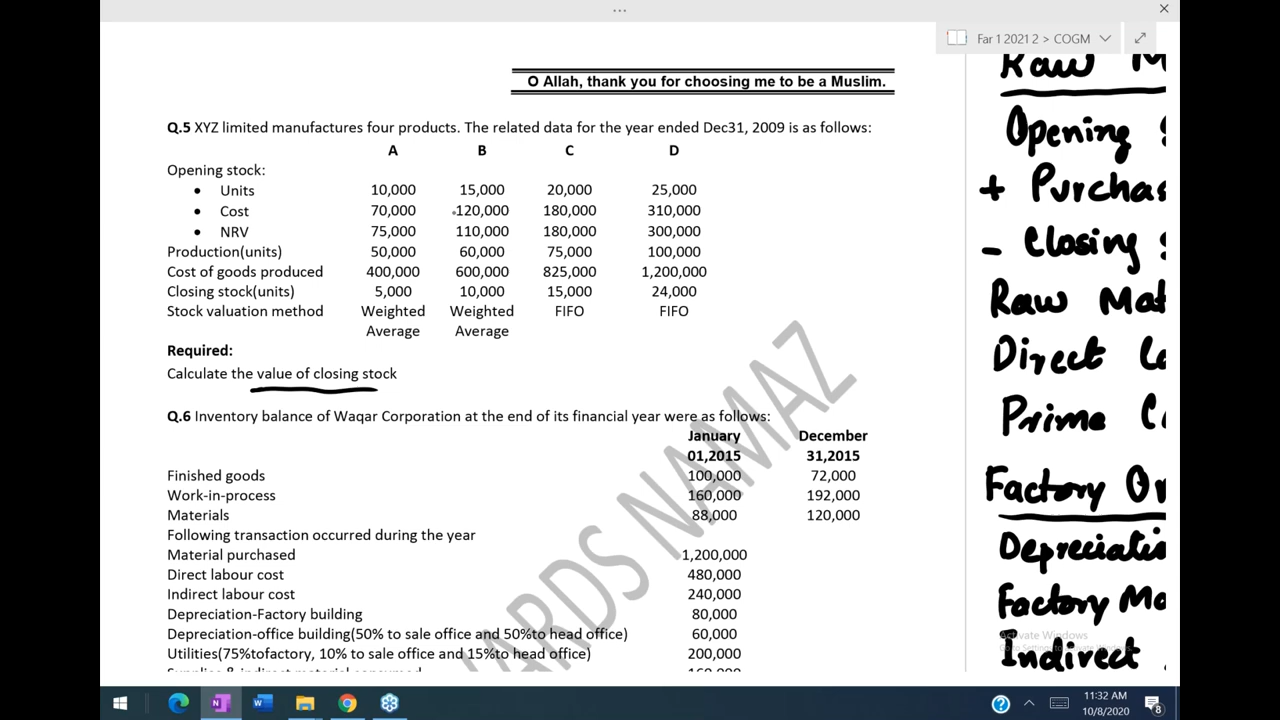 Far 1 2021 2 > COGM
O Allah, thank you for choosing me to be a Muslim.
Q.5 XYZ limited manufactures four products. The related data for the year ended Dec31, 2009 is as follows:
A B C D
Opening stock:
• Units 10,000 15,000 20,000 25,000
• Cost 70,000 120,000 180,000 310,000
• NRV 75,000 110,000 180,000 300,000
Production(units) 50,000 60,000 75,000 100,000
Cost of goods produced 400,000 600,000 825,000 1,200,000
Closing stock(units) 5,000 10,000 15,000 24,000
Stock valuation method Weighted Weighted FIFO FIFO
Average Average
Required:
Calculate the value of closing stock
Q.6 Inventory balance of Waqar Corporation at the end of its financial year were as follows:
January December
01,2015 31,2015
Finished goods 100,000 72,000
Work-in-process 160,000 192,000
Materials 88,000 120,000
Following transaction occurred during the year
Material purchased 1,200,000
Direct labour cost 480,000
Indirect labour cost 240,000
Depreciation-Factory building 80,000
Depreciation-office building(50% to sale office and 50%to head office) 60,000
Utilities(75%tofactory, 10% to sale office and 15%to head office) 200,000
WARDS NAMAZ
Raw
Opening
+ Purchas
- Closing
Raw Mat
Direct
Prime
Factory
Depreciatio
Factory Mo
Activate Windows
Indirect
11:32 AM
10/8/2020
8